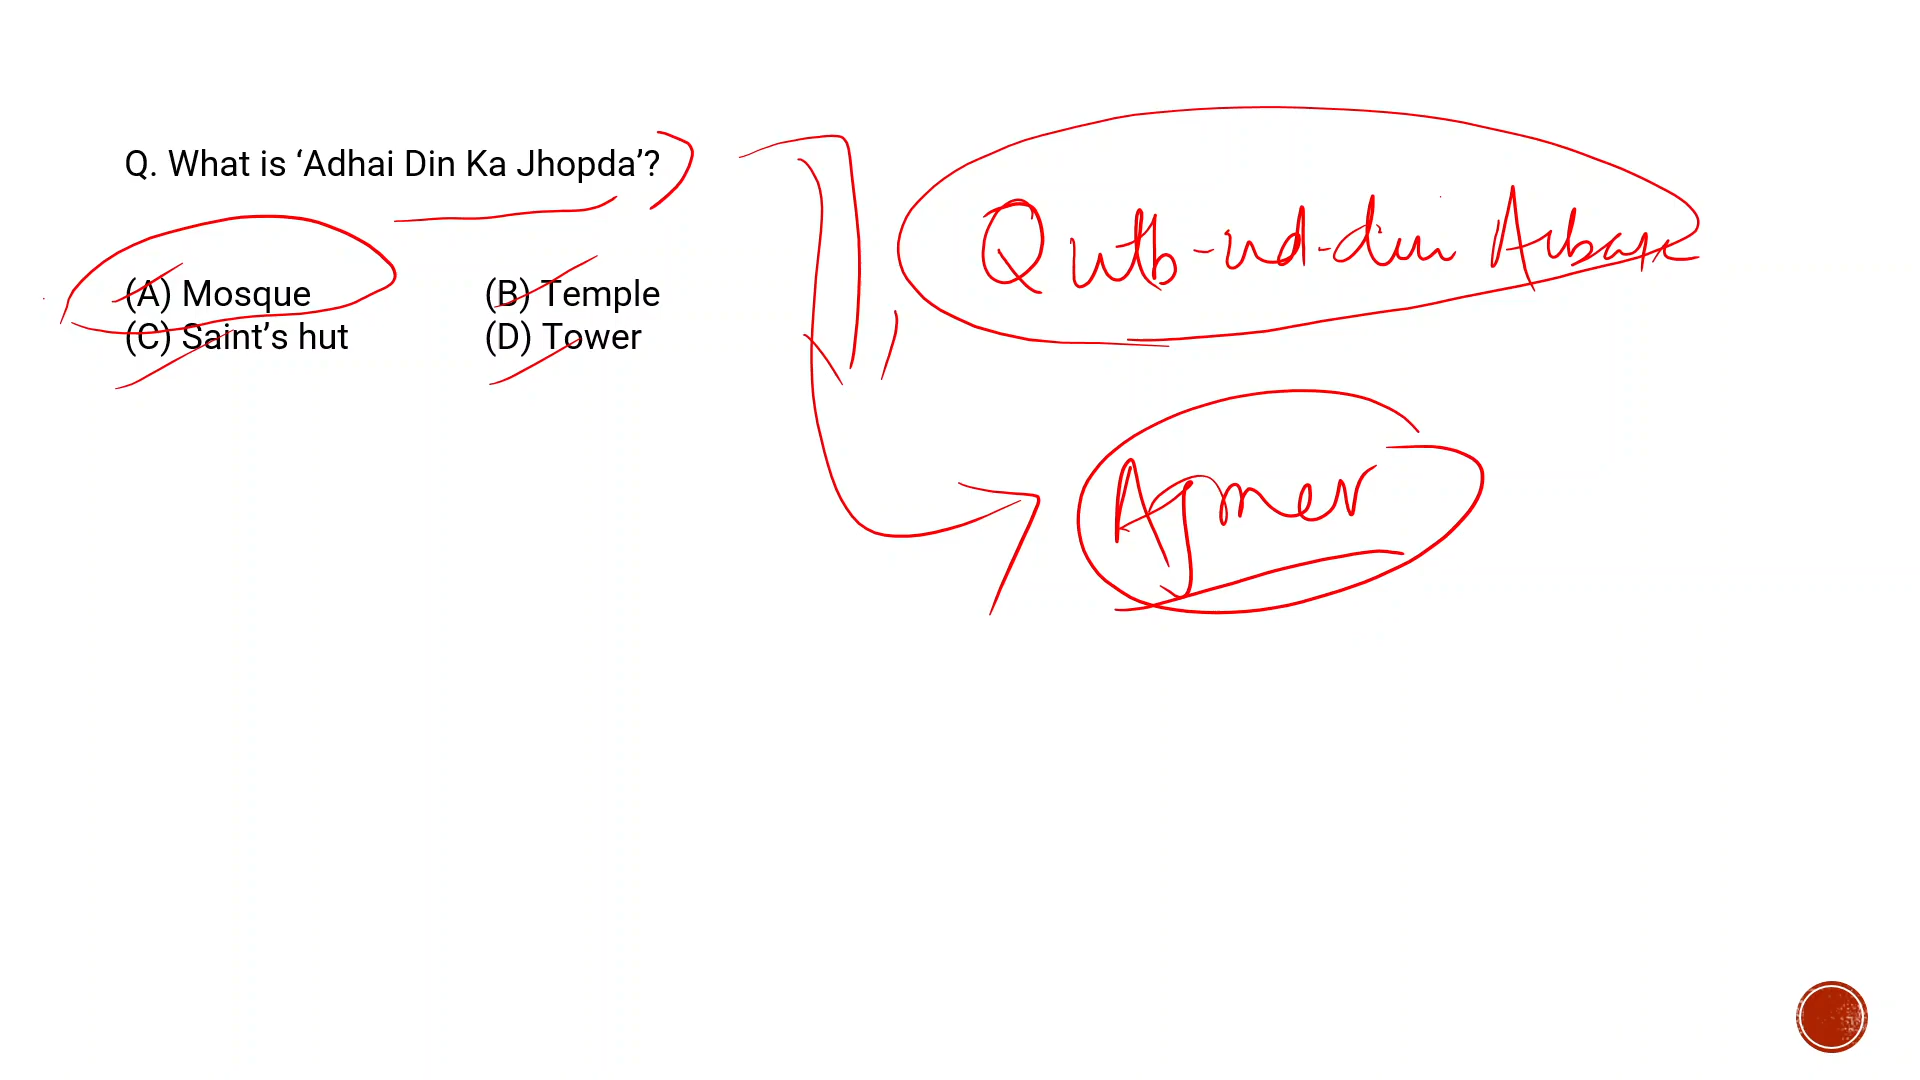 Q. What is ‘Adhai Din Ka Jhopda’?
(A) Mosque (B) Temple
(C) Saint’s hut (D) Tower
Qutb-ud-din Aibak
Ajmer